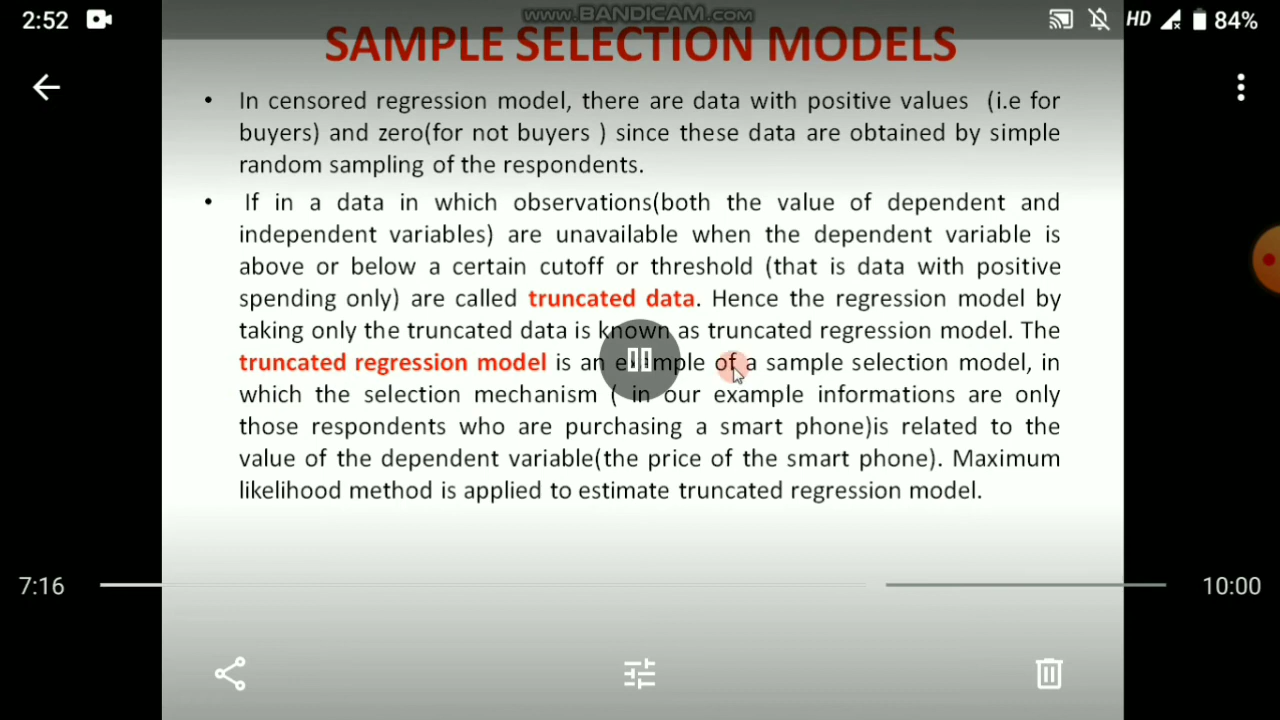 www.BANDICAM.com
2:52
HD
84%
SAMPLE SELECTION MODELS
• In censored regression model, there are data with positive values (i.e for
buyers) and zero(for not buyers ) since these data are obtained by simple
random sampling of the respondents.
• If in a data in which observations(both the value of dependent and
independent variables) are unavailable when the dependent variable is
above or below a certain cutoff or threshold (that is data with positive
spending only) are called truncated data. Hence the regression model by
taking only the truncated data is known as truncated regression model. The
truncated regression model is an example of a sample selection model, in
which the selection mechanism ( in our example informations are only
those respondents who are purchasing a smart phone)is related to the
value of the dependent variable(the price of the smart phone). Maximum
likelihood method is applied to estimate truncated regression model.
7:16
10:00